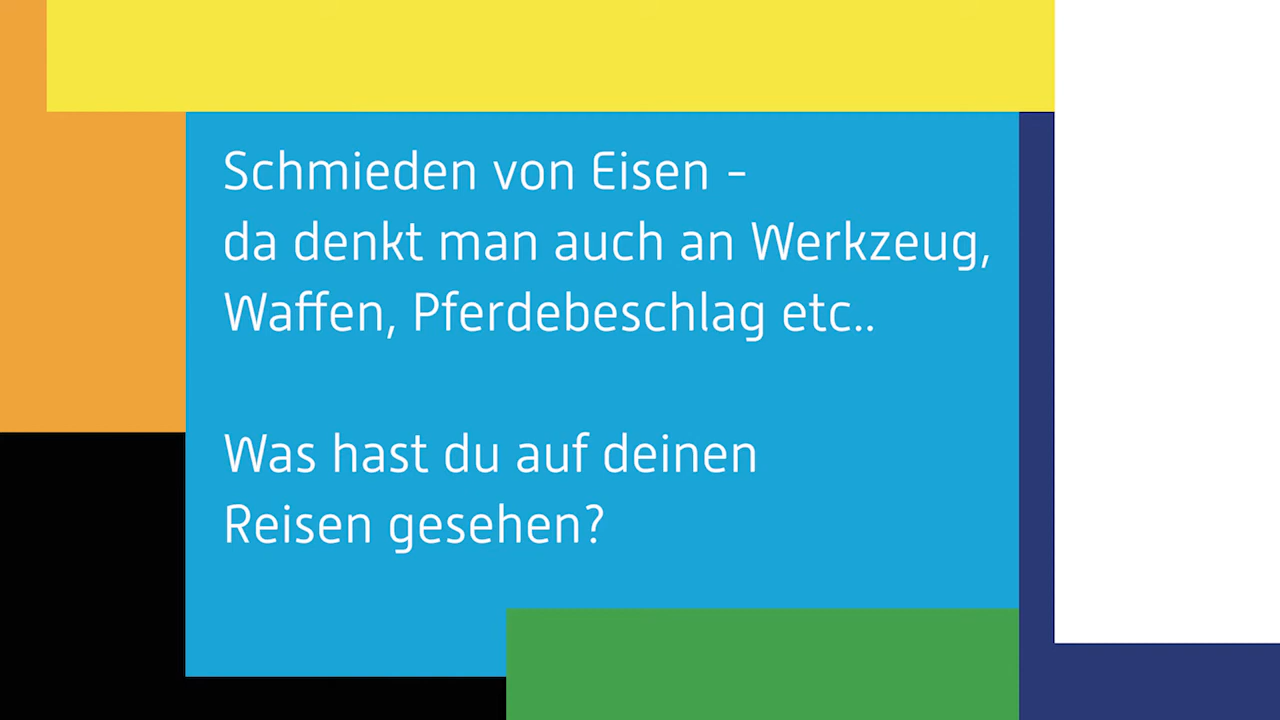 Schmieden von Eisen -
da denkt man auch an Werkzeug,
Waffen, Pferdebeschlag etc..
Was hast du auf deinen
Reisen gesehen?